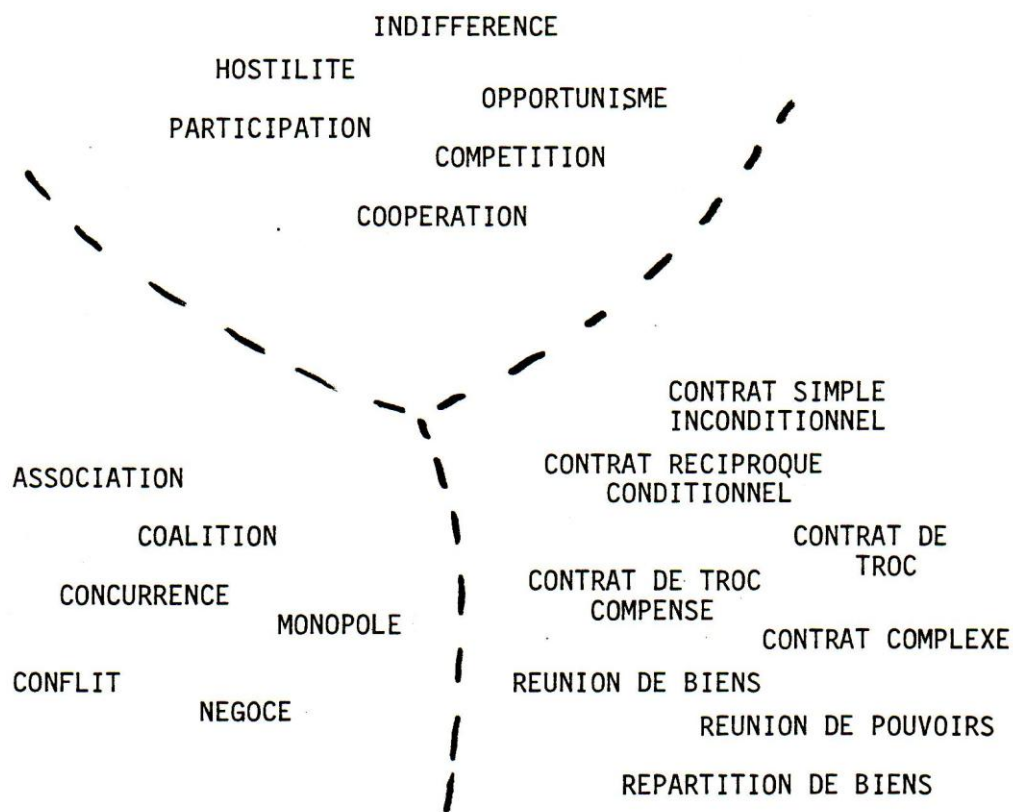 INDIFFERENCE
HOSTILITE
OPPORTUNISME
PARTICIPATION
COMPETITION
COOPERATION
ASSOCIATION
COALITION
CONCURRENCE
MONOPOLE
CONFLIT
NEGOCE
CONTRAT SIMPLE
INCONDITIONNEL
CONTRAT RECIPROQUE
CONDITIONNEL
CONTRAT DE
TROC
CONTRAT DE TROC
COMPENSE
CONTRAT COMPLEXE
REUNION DE BIENS
REUNION DE POUVOIRS
REPARTITION DE BIENS